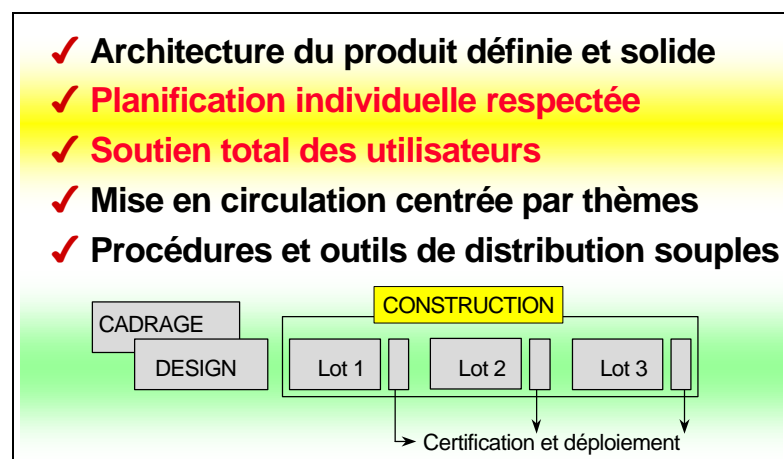 Architecture du produit définie et solide
Planification individuelle respectée
Soutien total des utilisateurs
Mise en circulation centrée par thèmes
Procédures et outils de distribution souples
CONSTRUCTION
CADRAGE
DESIGN
Lot 1
Lot 2
Lot 3
Certification et déploiement